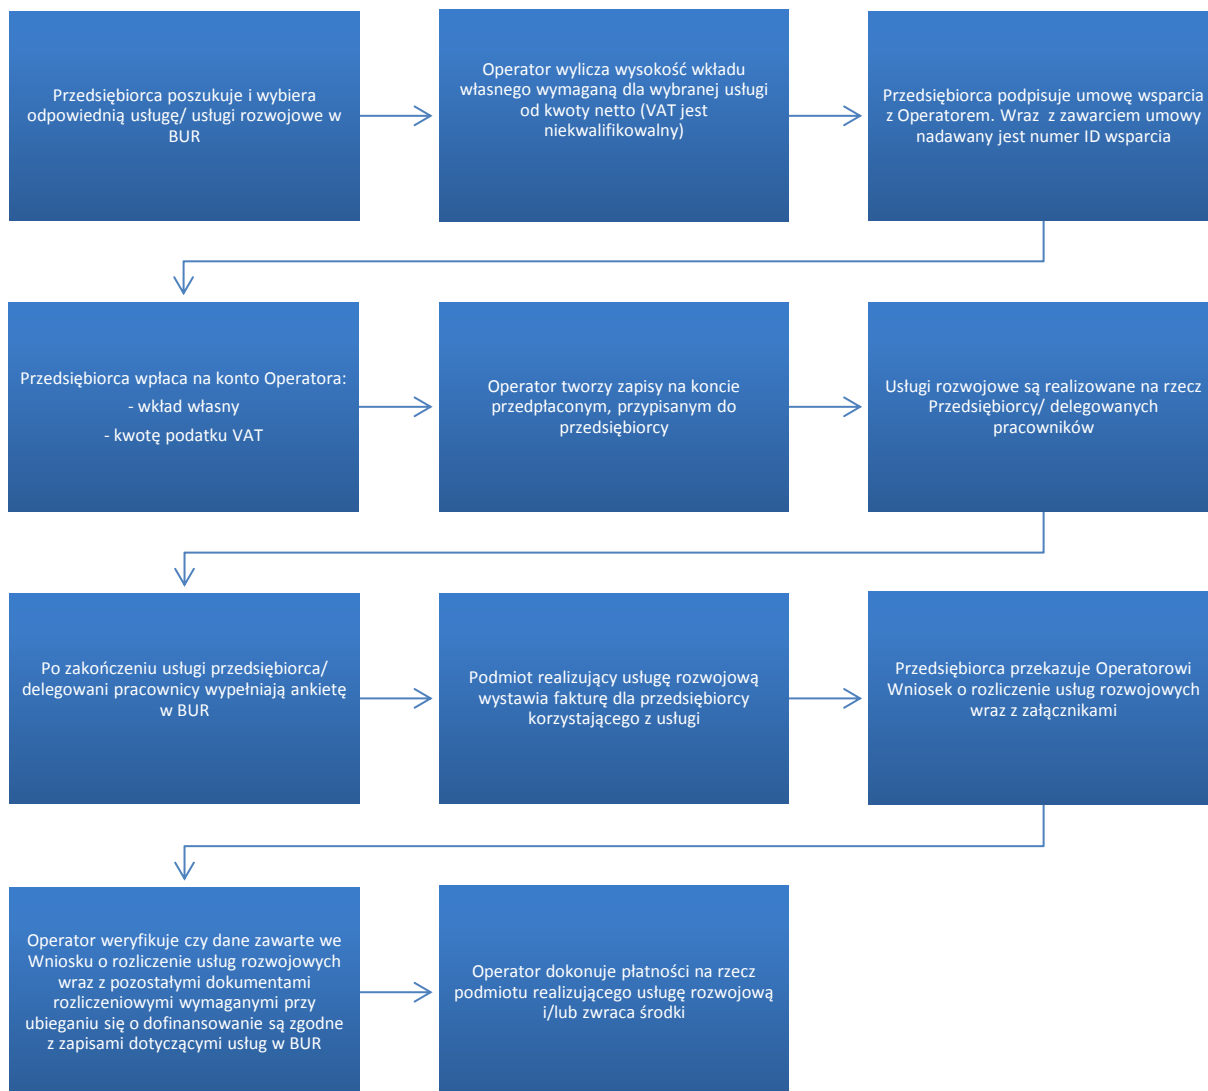 Przedsiębiorca poszukuje i wybiera
odpowiednią usługę/ usługi rozwojowe w
BUR
Operator wylicza wysokość wkładu
własnego wymaganą dla wybranej usługi
od kwoty netto (VAT jest
niekwalifikowalny)
Przedsiębiorca podpisuje umowę wsparcia
z Operatorem. Wraz z zawarciem umowy
nadawany jest numer ID wsparcia
Przedsiębiorca wpłaca na konto Operatora:
- wkład własny
- kwotę podatku VAT
Operator tworzy zapisy na koncie
przedpłaconym, przypisanym do
przedsiębiorcy
Usługi rozwojowe są realizowane na rzecz
Przedsiębiorcy/ delegowanych
pracowników
Po zakończeniu usługi przedsiębiorca/
delegowani pracownicy wypełniają ankietę
w BUR
Podmiot realizujący usługę rozwojową
wystawia fakturę dla przedsiębiorcy
korzystającego z usługi
Przedsiębiorca przekazuje Operatorowi
Wniosek o rozliczenie usług rozwojowych
wraz z załącznikami
Operator weryfikuje czy dane zawarte we
Wniosku o rozliczenie usług rozwojowych
wraz z pozostałymi dokumentami
rozliczeniowymi wymaganymi przy
ubieganiu się o dofinansowanie są zgodne
z zapisami dotyczącymi usług w BUR
Operator dokonuje płatności na rzecz
podmiotu realizującego usługę rozwojową
i/lub zwraca środki